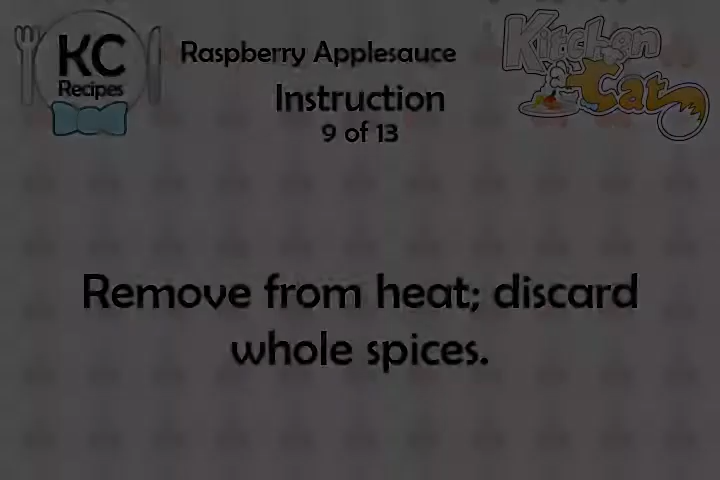 KC
Recipes
Raspberry Applesauce
Instruction
9 of 13
Kitchen
Cat
Remove from heat; discard
whole spices.